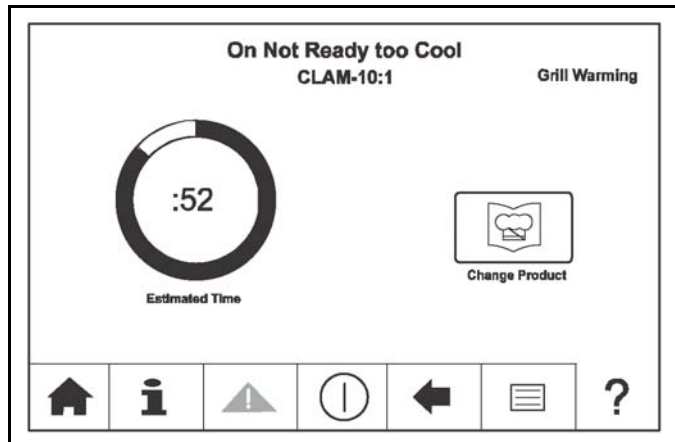 On Not Ready too Cool
CLAM-10:1
Grill Warming
:52
Estimated Time
Change Product
?